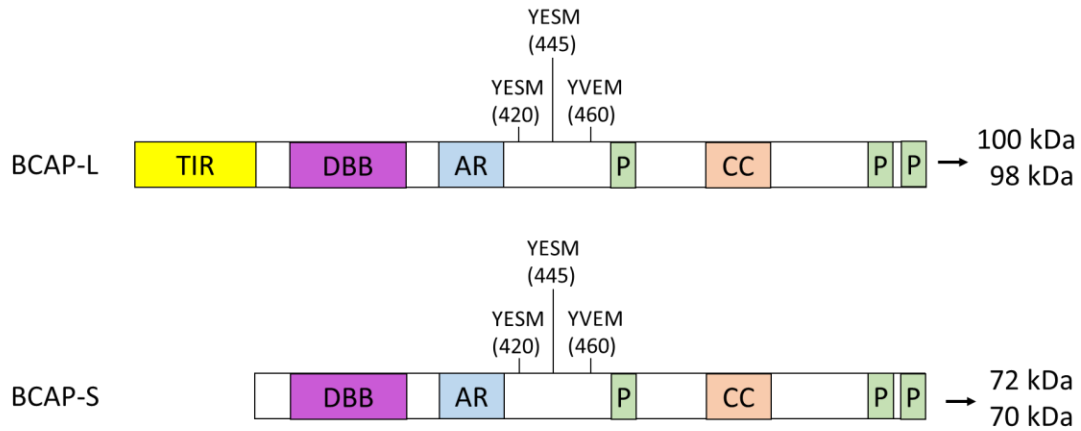 YESM
(445)
YESM
(420)
YVEM
(460)
BCAP-L
TIR
DBB
AR
P
CC
P
P
100 kDa
98 kDa
YESM
(445)
YESM
(420)
YVEM
(460)
BCAP-S
DBB
AR
P
CC
P
P
72 kDa
70 kDa